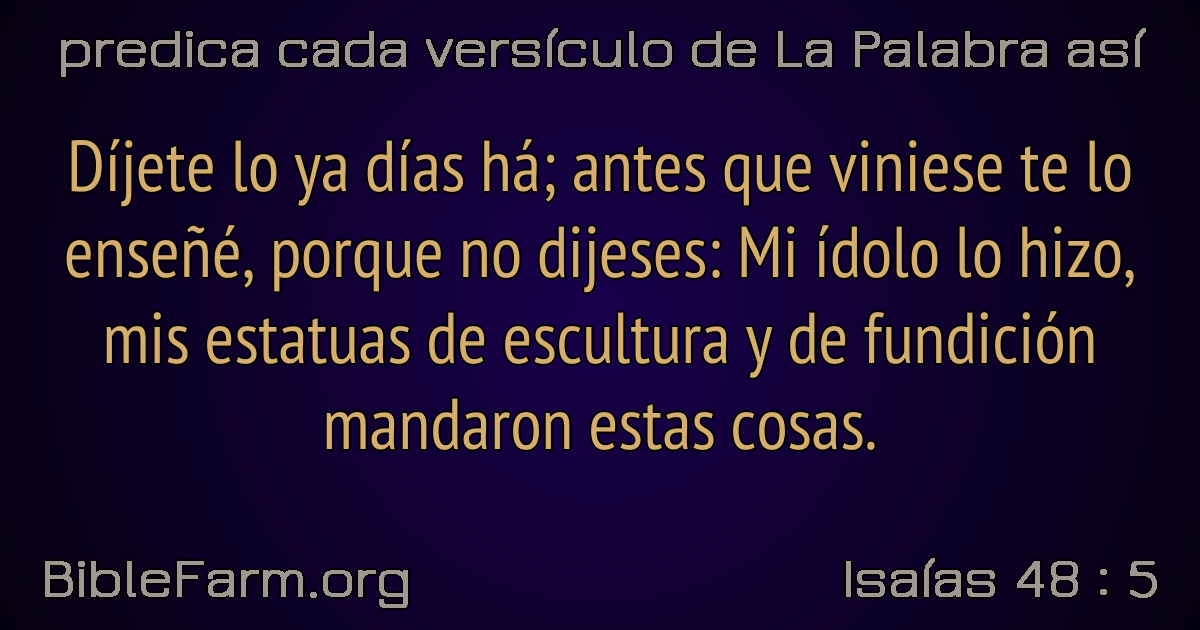 predica cada versículo de La Palabra así
Díjete lo ya días há; antes que viniese te lo
enseñé, porque no dijeses: Mi ídolo lo hizo,
mis estatuas de escultura y de fundición
mandaron estas cosas.
BibleFarm.org
Isaías 48 : 5